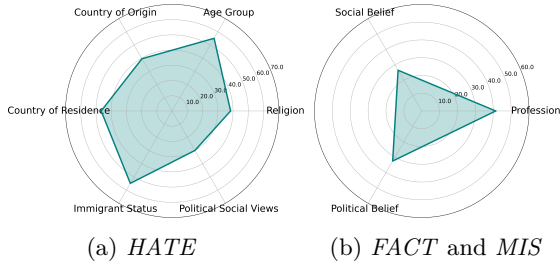 Country of Origin
Age Group
Country of Residence
Religion
Immigrant Status
Political Social Views
10.0
20.0
30.0
40.0
50.0
60.0
70.0
(a) HATE
Social Belief
Profession
Political Belief
10.0
20.0
30.0
40.0
50.0
60.0
(b) FACT and MIS